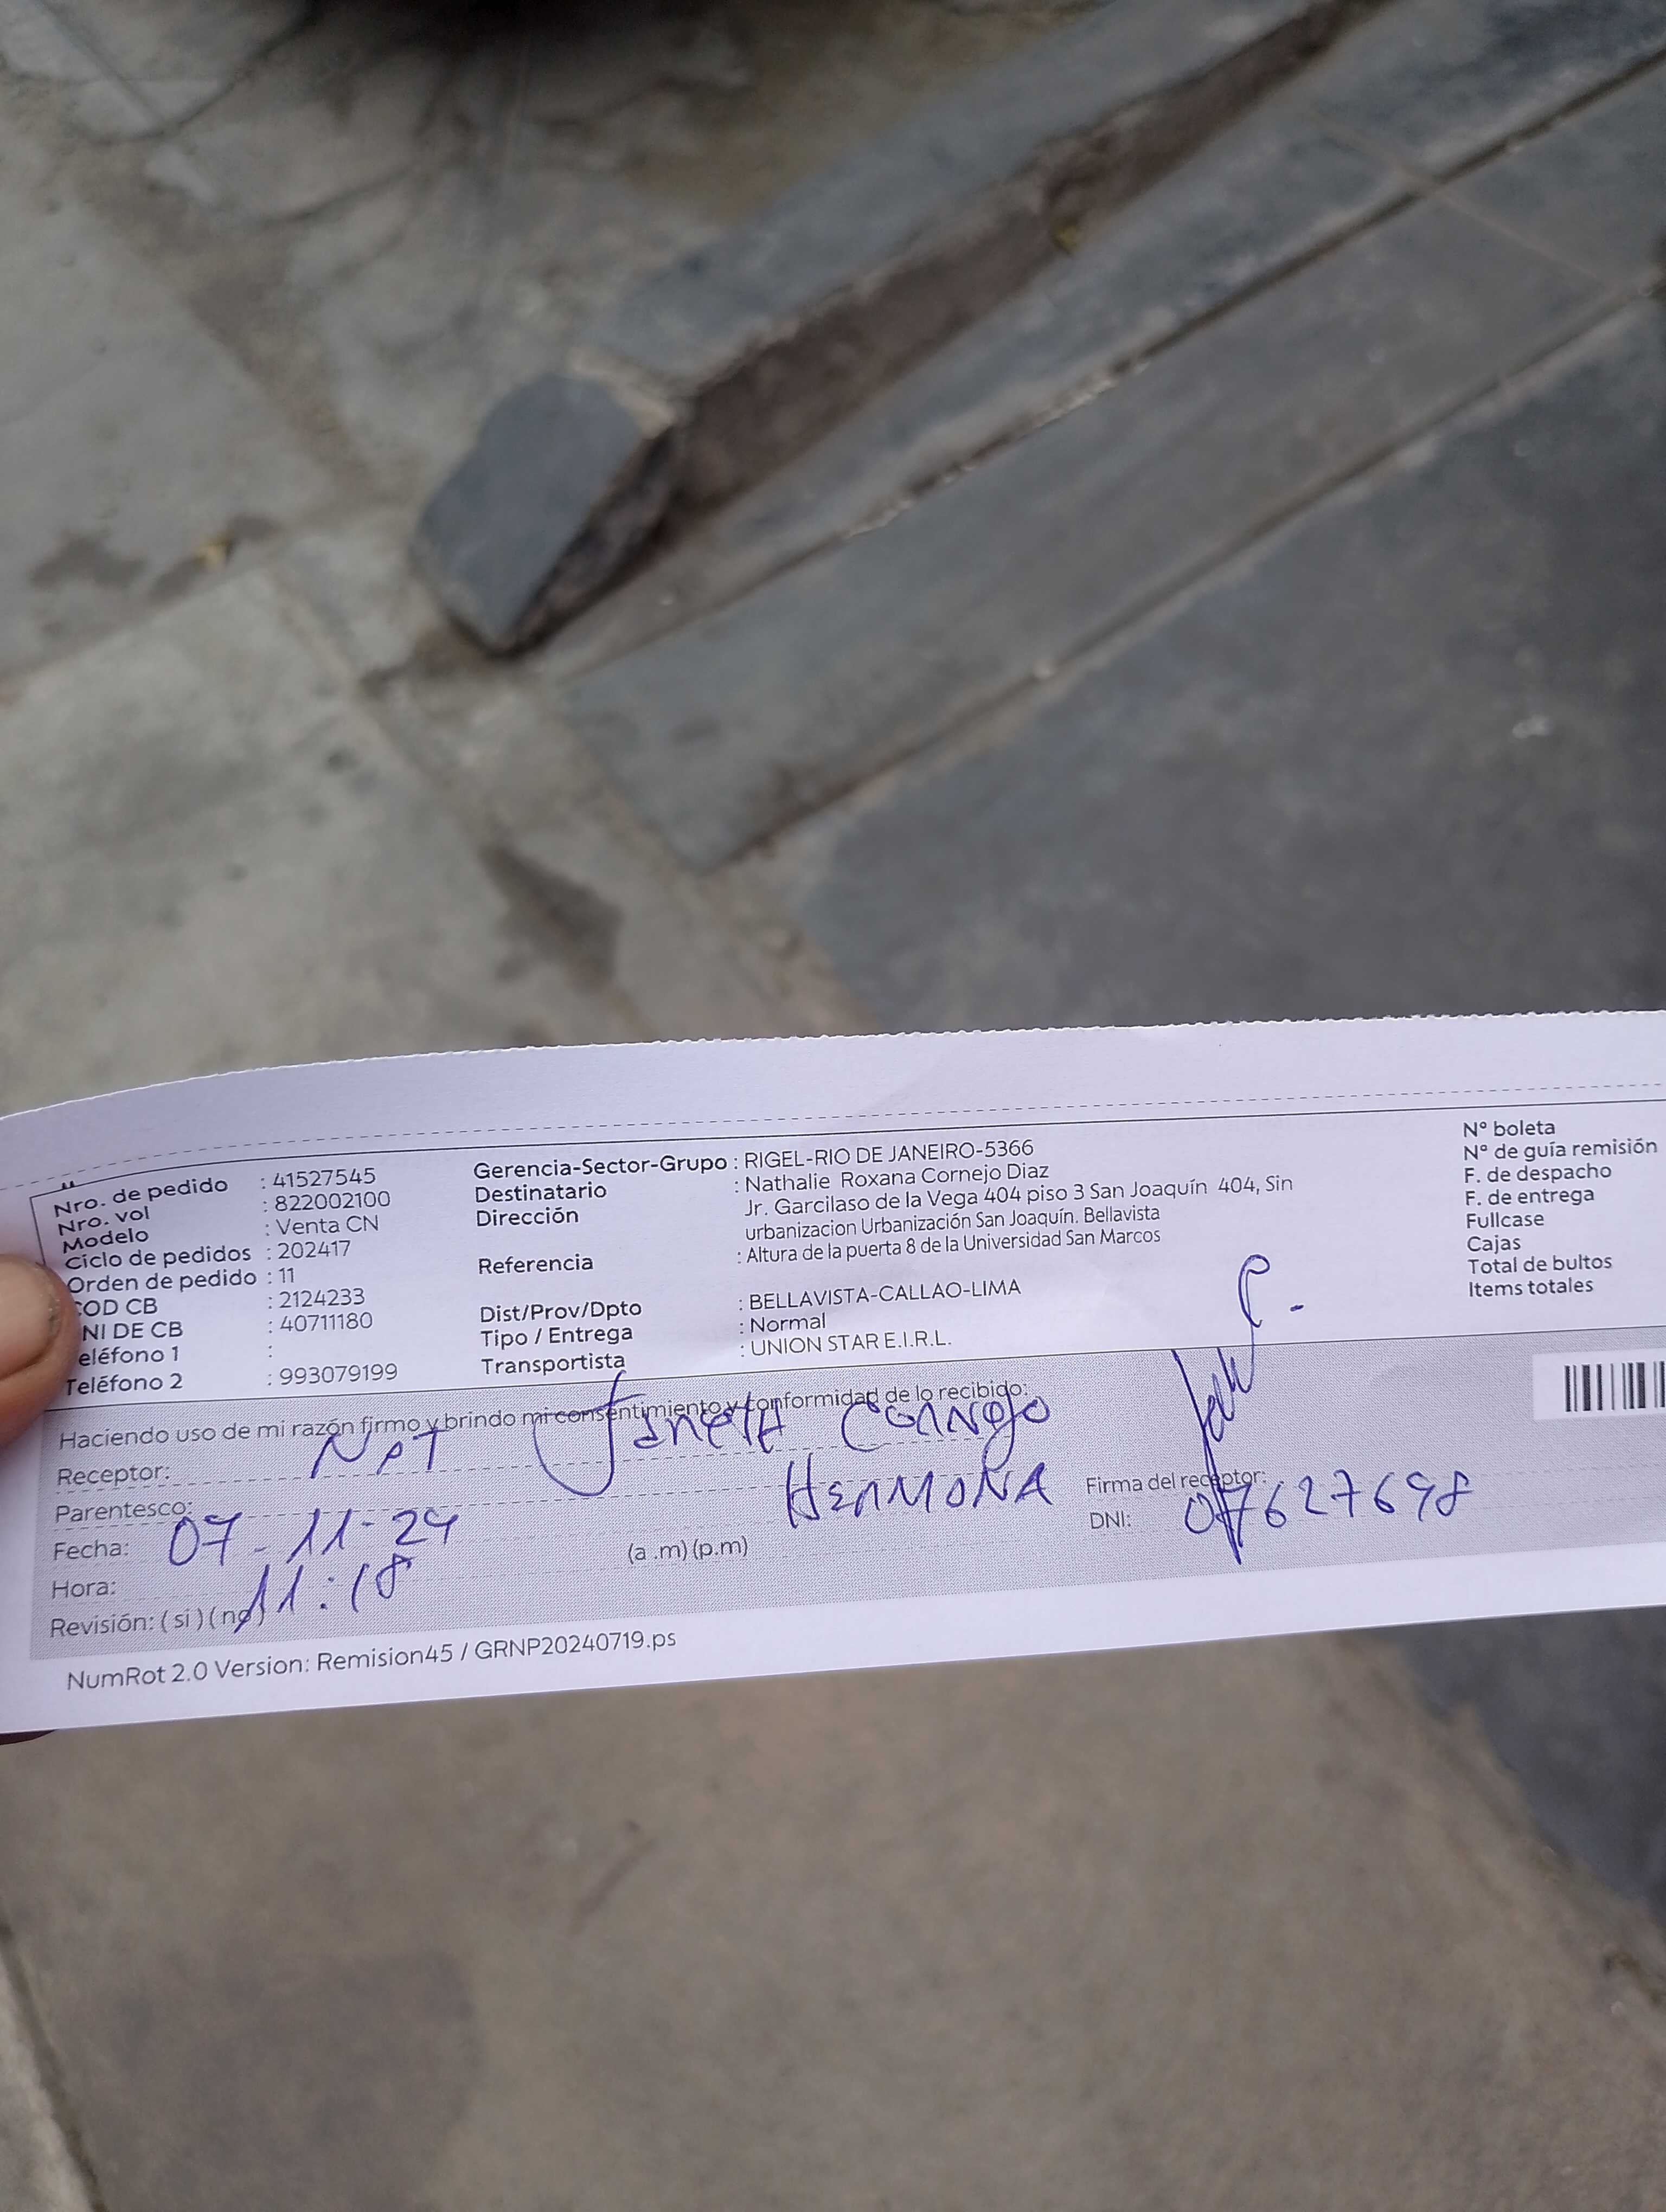 Nro. de pedido : 41527545
Nro. vol : 822002100
Modelo : Venta CN
Ciclo de pedidos : 202417
Orden de pedido : 11
COD CB : 2124233
NI DE CB : 40711180
eléfono 1 :
Teléfono 2 : 993079199
Gerencia-Sector-Grupo : RIGEL-RIO DE JANEIRO-5366
Destinatario : Nathalie Roxana Cornejo Diaz
Dirección Jr. Garcilaso de la Vega 404 piso 3 San Joaquín 404, Sin
urbanizacion Urbanización San Joaquín. Bellavista
Referencia : Altura de la puerta 8 de la Universidad San Marcos
Dist/Prov/Dpto : BELLAVISTA-CALLAO-LIMA
Tipo / Entrega : Normal
Transportista : UNION STAR E.I.R.L.
N° boleta
N° de guía remisión
F. de despacho
F. de entrega
Fullcase
Cajas
Total de bultos
Items totales
Haciendo uso de mi razón firmo y brindo mi consentimiento y conformidad de lo recibido:
Receptor: CORNEJO
Parentesco: HERMANA
Fecha: 07-11-24
Hora: 11:18 (a .m) (p.m)
Revisión: ( si ) ( no )
Firma del receptor:
DNI:
NumRot 2.0 Version: Remision45 / GRNP20240719.ps